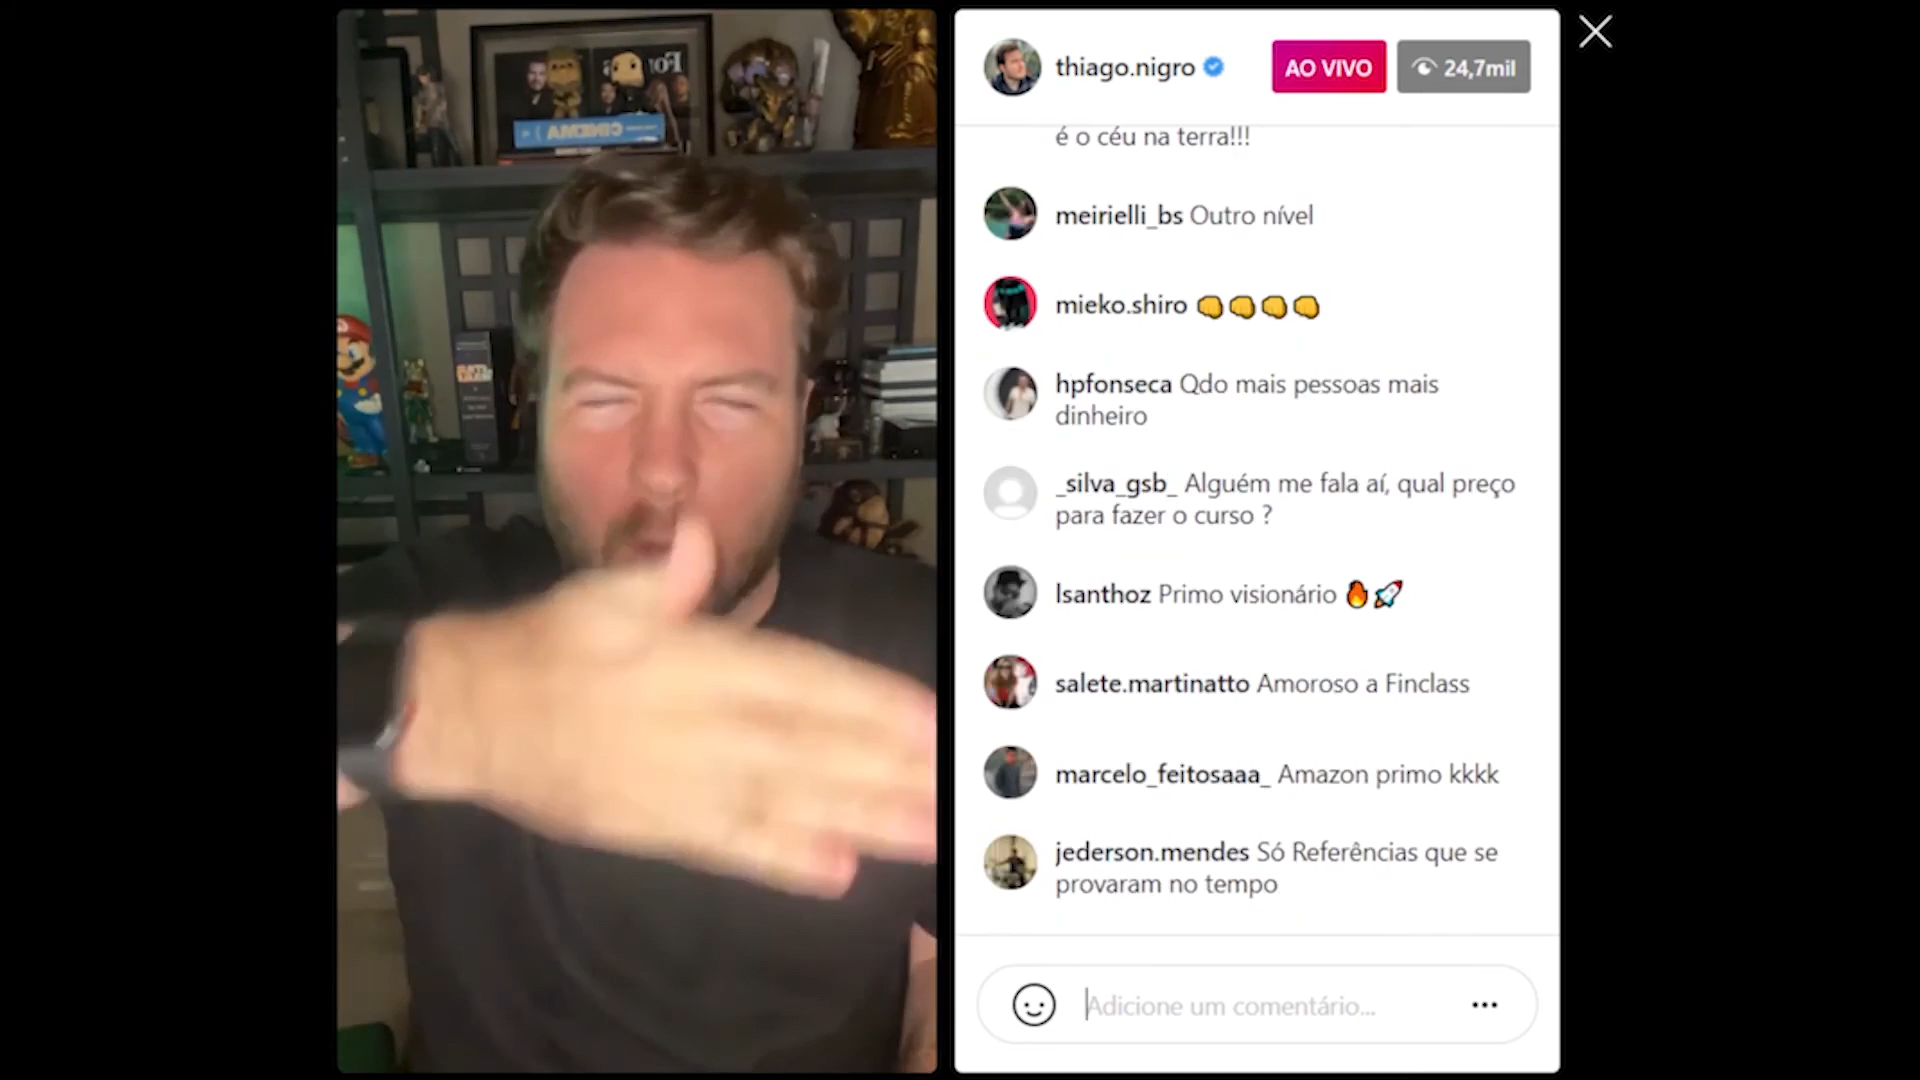 thiago.nigro
AO VIVO
24,7mil
é o céu na terra!!!
meirielli_bs Outro nível
mieko.shiro 👊👊👊👊
hpfonseca Qdo mais pessoas mais
dinheiro
_silva_gsb_ Alguém me fala aí, qual preço
para fazer o curso ?
lsanthoz Primo visionário 🔥🚀
salete.martinatto Amoroso a Finclass
marcelo_feitosaaa_ Amazon primo kkkk
jederson.mendes Só Referências que se
provaram no tempo
Adicione um comentário...
CINEMA